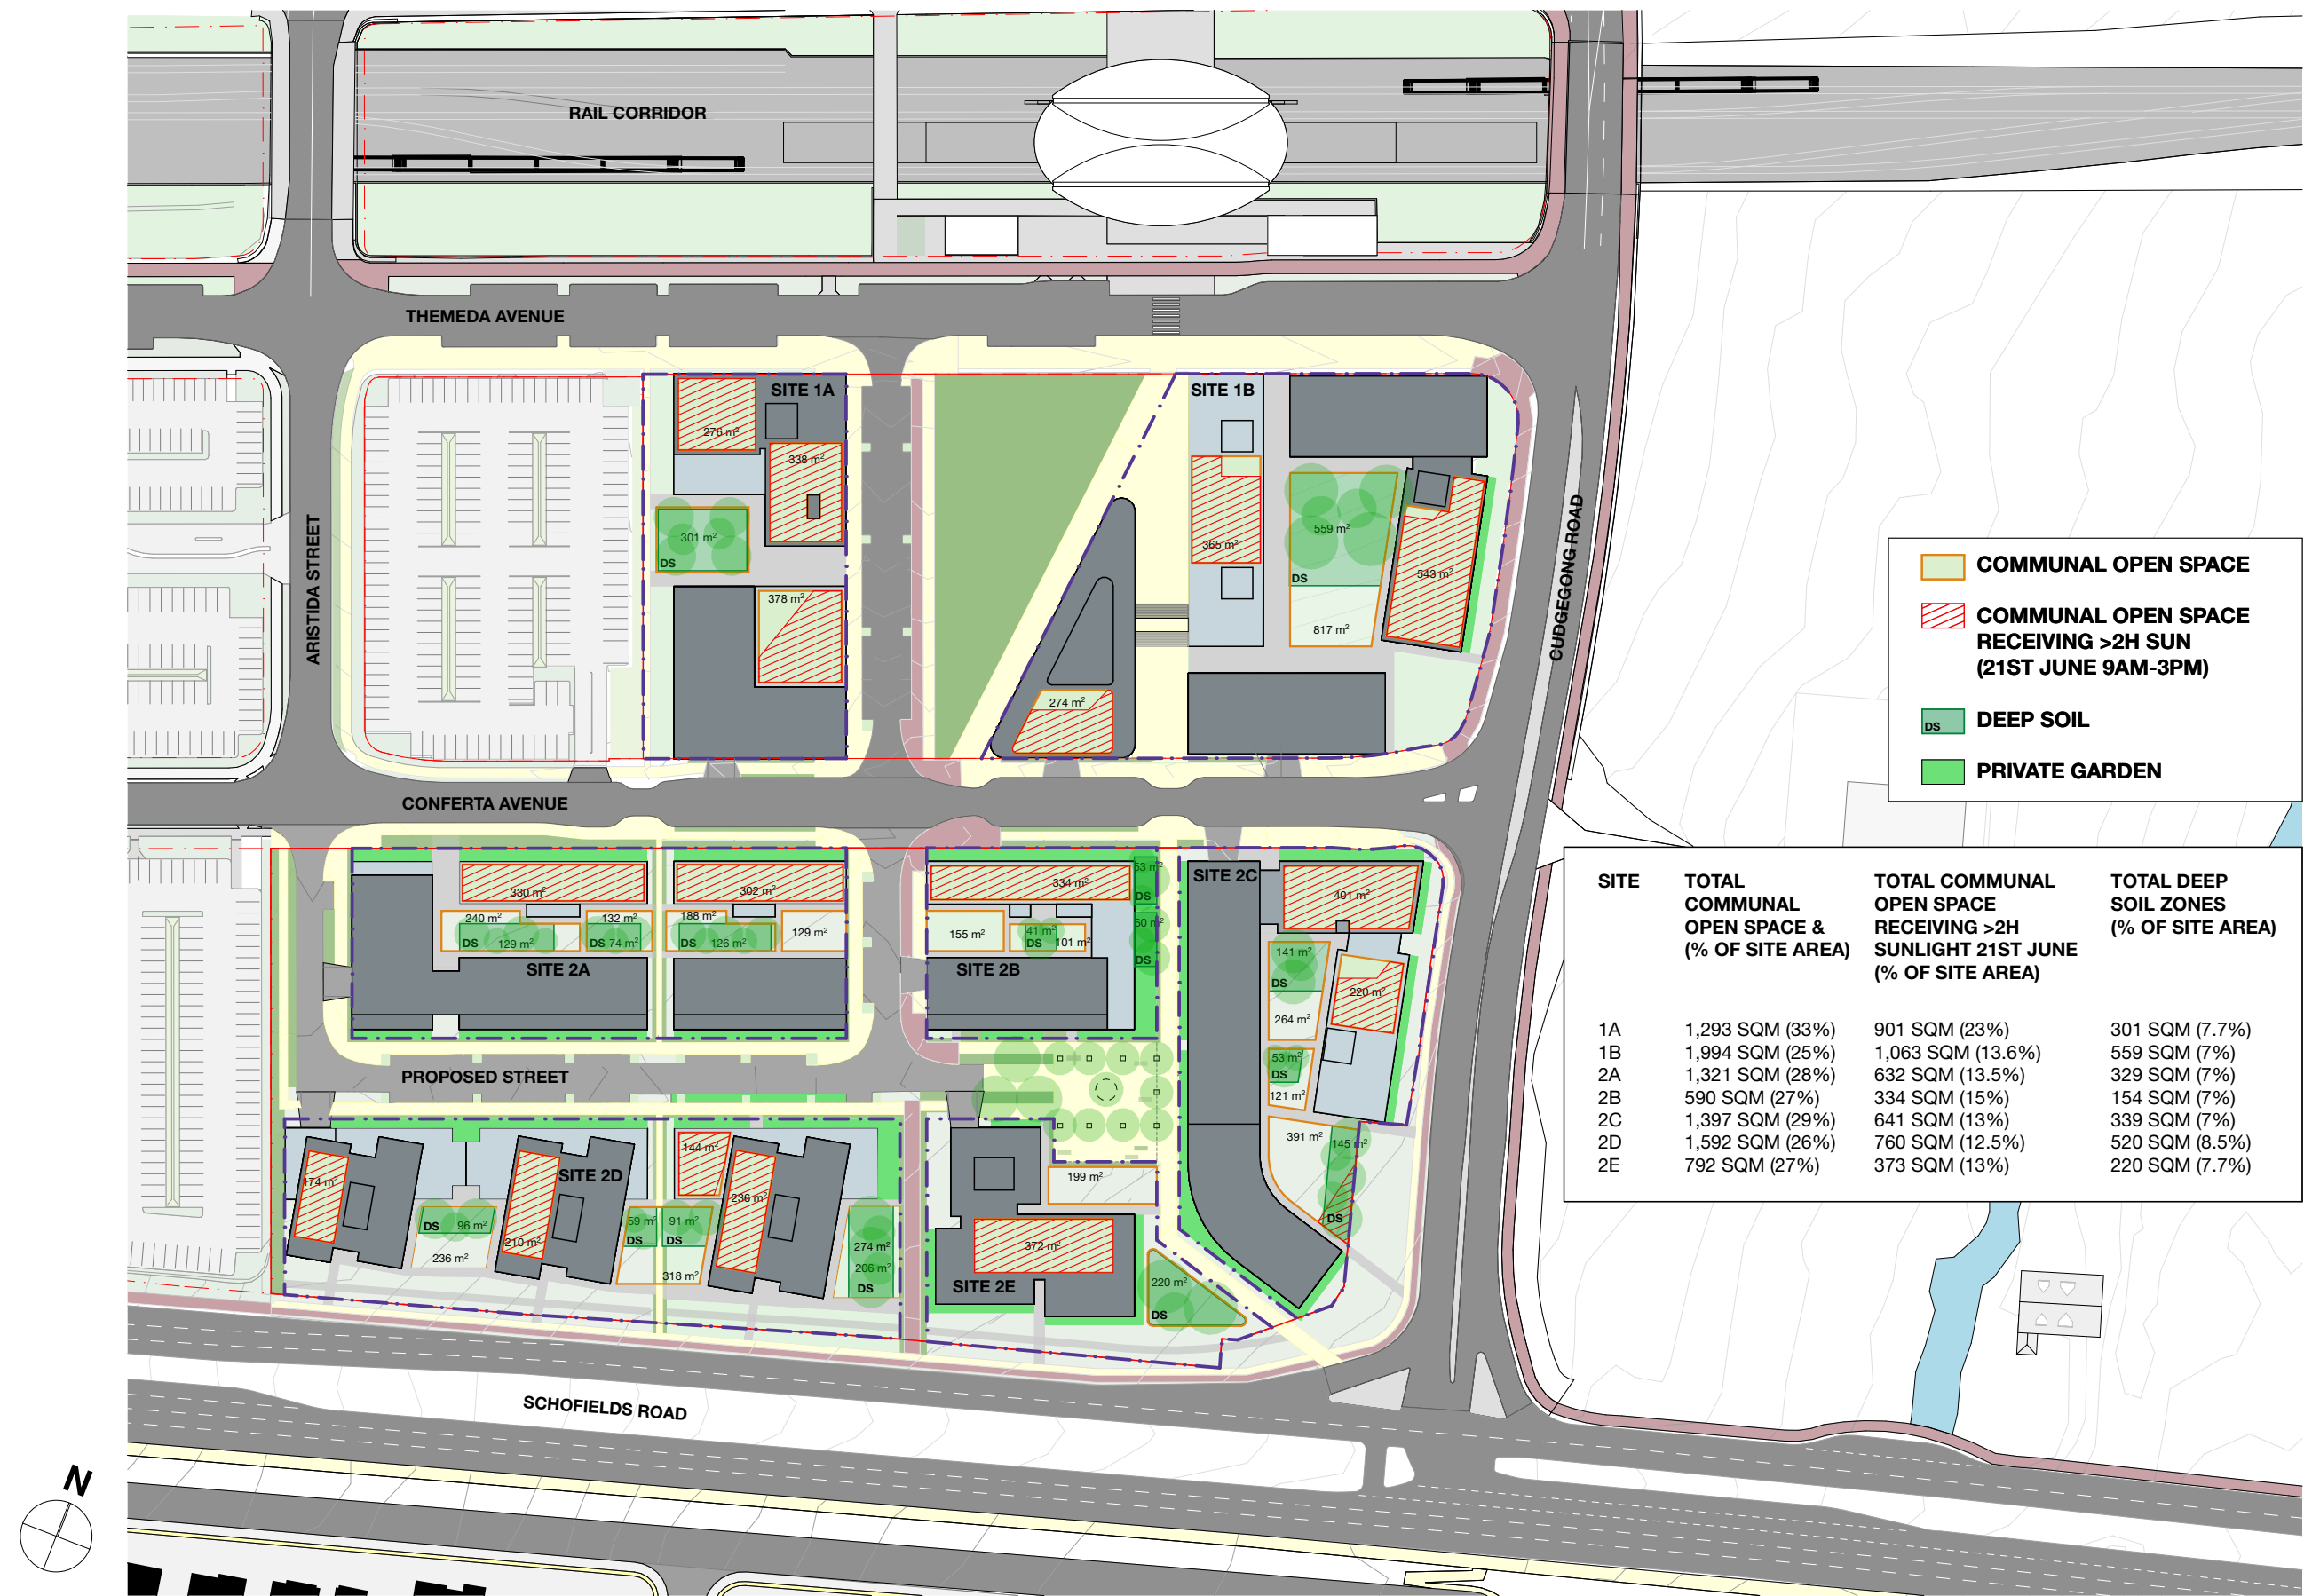 RAIL CORRIDOR
THEMEDA AVENUE
ARISTIDA STREET
CUDGEGONG ROAD
SITE 1A
276 m²
338 m²
301 m²
DS
378 m²
SITE 1B
365 m²
559 m²
DS
817 m²
543 m²
274 m²
COMMUNAL OPEN SPACE
COMMUNAL OPEN SPACE
RECEIVING >2H SUN
(21ST JUNE 9AM-3PM)
DS
DEEP SOIL
PRIVATE GARDEN
CONFERTA AVENUE
330 m²
302 m²
240 m²
132 m²
188 m²
129 m²
DS 129 m²
DS 74 m²
DS 126 m²
SITE 2A
334 m²
53 m²
DS
60 m²
DS
155 m²
41 m²
DS
101 m²
SITE 2B
SITE 2C
401 m²
141 m²
DS
220 m²
264 m²
53 m²
DS
121 m²
391 m²
145 m²
DS
PROPOSED STREET
174 m²
SITE 2D
144 m²
236 m²
DS 96 m²
236 m²
210 m²
59 m²
DS
91 m²
DS
318 m²
274 m²
206 m²
DS
199 m²
372 m²
SITE 2E
220 m²
DS
SCHOFIELDS ROAD
N
SITE TOTAL COMMUNAL OPEN SPACE & (% OF SITE AREA) TOTAL COMMUNAL OPEN SPACE RECEIVING >2H SUNLIGHT 21ST JUNE (% OF SITE AREA) TOTAL DEEP SOIL ZONES (% OF SITE AREA)
1A 1,293 SQM (33%) 901 SQM (23%) 301 SQM (7.7%)
1B 1,994 SQM (25%) 1,063 SQM (13.6%) 559 SQM (7%)
2A 1,321 SQM (28%) 632 SQM (13.5%) 329 SQM (7%)
2B 590 SQM (27%) 334 SQM (15%) 154 SQM (7%)
2C 1,397 SQM (29%) 641 SQM (13%) 339 SQM (7%)
2D 1,592 SQM (26%) 760 SQM (12.5%) 520 SQM (8.5%)
2E 792 SQM (27%) 373 SQM (13%) 220 SQM (7.7%)